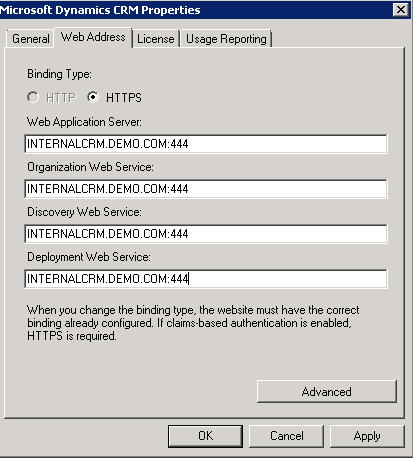 Microsoft Dynamics CRM Properties
General Web Address License Usage Reporting
Binding Type:
HTTP HTTPS
Web Application Server:
INTERNALCRM.DEMO.COM:444
Organization Web Service:
INTERNALCRM.DEMO.COM:444
Discovery Web Service:
INTERNALCRM.DEMO.COM:444
Deployment Web Service:
INTERNALCRM.DEMO.COM:444
When you change the binding type, the website must have the correct
binding already configured. If claims-based authentication is enabled,
HTTPS is required.
Advanced
OK Cancel Apply